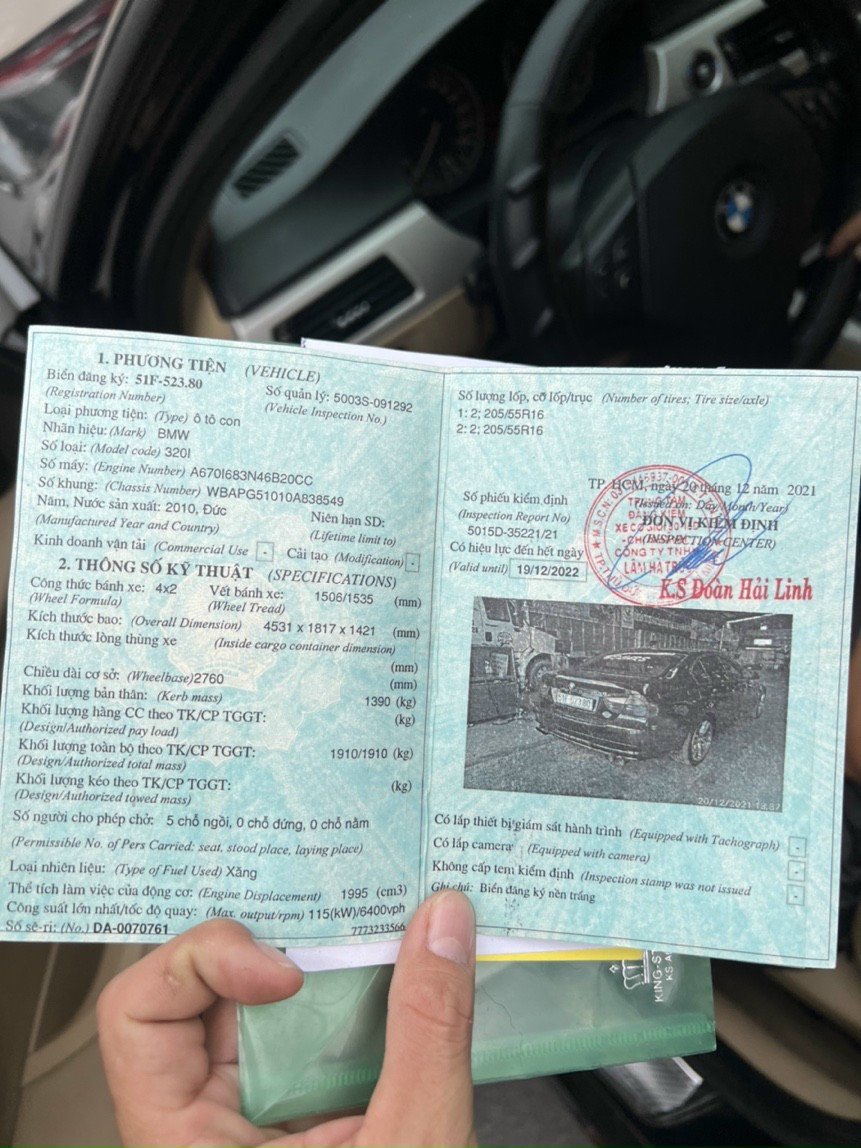 1. PHƯƠNG TIỆN (VEHICLE)
Biển đăng ký: 51F-523.80 Số quản lý: 5003S-091292
(Registration Number) (Vehicle Inspection No.)
Loại phương tiện: (Type) Ô tô con
Nhãn hiệu: (Mark) BMW
Số loại: (Model code) 320I
Số máy: (Engine Number) A670I683N46B20CC
Số khung: (Chassis Number) WBAPG51010A838549
Năm, Nước sản xuất: 2010, Đức Niên hạn SD:
(Manufactured Year and Country) (Lifetime limit to)
Kinh doanh vận tải (Commercial Use - Cải tạo (Modification) -
2. THÔNG SỐ KỸ THUẬT (SPECIFICATIONS)
Công thức bánh xe: 4x2 Vết bánh xe: 1506/1535 (mm)
(Wheel Formula) (Wheel Tread)
Kích thước bao: (Overall Dimension) 4531 x 1817 x 1421 (mm)
Kích thước lòng thùng xe (Inside cargo container dimension)
(mm)
Chiều dài cơ sở: (Wheelbase)2760 (mm)
Khối lượng bản thân: (Kerb mass) 1390 (kg)
Khối lượng hàng CC theo TK/CP TGGT: (kg)
(Design/Authorized pay load)
Khối lượng toàn bộ theo TK/CP TGGT: 1910/1910 (kg)
(Design/Authorized total mass)
Khối lượng kéo theo TK/CP TGGT: (kg)
(Design/Authorized towed mass)
Số người cho phép chở: 5 chỗ ngồi, 0 chỗ đứng, 0 chỗ nằm
(Permissible No. of Pers Carried: seat, stood place, laying place)
Loại nhiên liệu: (Type of Fuel Used) Xăng
Thể tích làm việc của động cơ: (Engine Displacement) 1995 (cm3)
Công suất lớn nhất/tốc độ quay: (Max. output/rpm) 115(kW)/6400vph
Số sê-ri: (No.) DA-0070761 7773233566
Số lượng lốp, cỡ lốp/trục (Number of tires; Tire size/axle)
1: 2; 205/55R16
2: 2; 205/55R16
TP. HCM, ngày 20 tháng 12 năm 2021
(Issued on: Day/Month/Year)
Số phiếu kiểm định ĐƠN VỊ KIỂM ĐỊNH
(Inspection Report No) (INSPECTION CENTER)
5015D-35221/21
Có hiệu lực đến hết ngày
(Valid until) 19/12/2022
TRUNG TÂM
ĐĂNG KIỂM
XE CƠ GIỚI
CÔNG TY TNHH
K.S Đoàn Hải Linh
20/12/2021
Có lắp thiết bị giám sát hành trình (Equipped with Tachograph) -
Có lắp camera (Equipped with camera) -
Không cấp tem kiểm định (Inspection stamp was not issued -
Ghi chú: Biển đăng ký nền trắng
KING-S
KS A